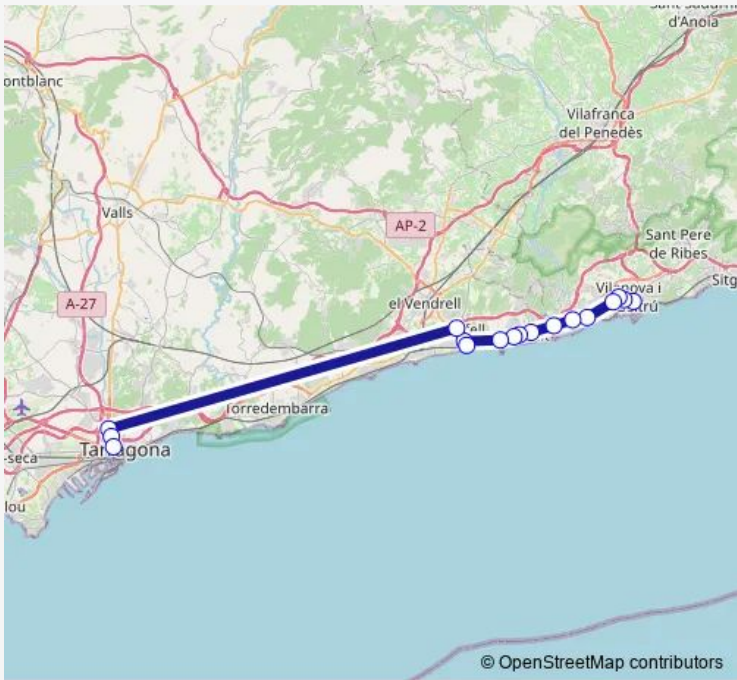 Sant Sadurní
d'Anoia
ontblanc
Vilafranca
del Penedès
Valls
AP-2
Sant Pere
de Ribes
A-27
el Vendrell
Vilanova i
Sitg
Torredembarra
Tarragona
-seca
lou
© OpenStreetMap contributors